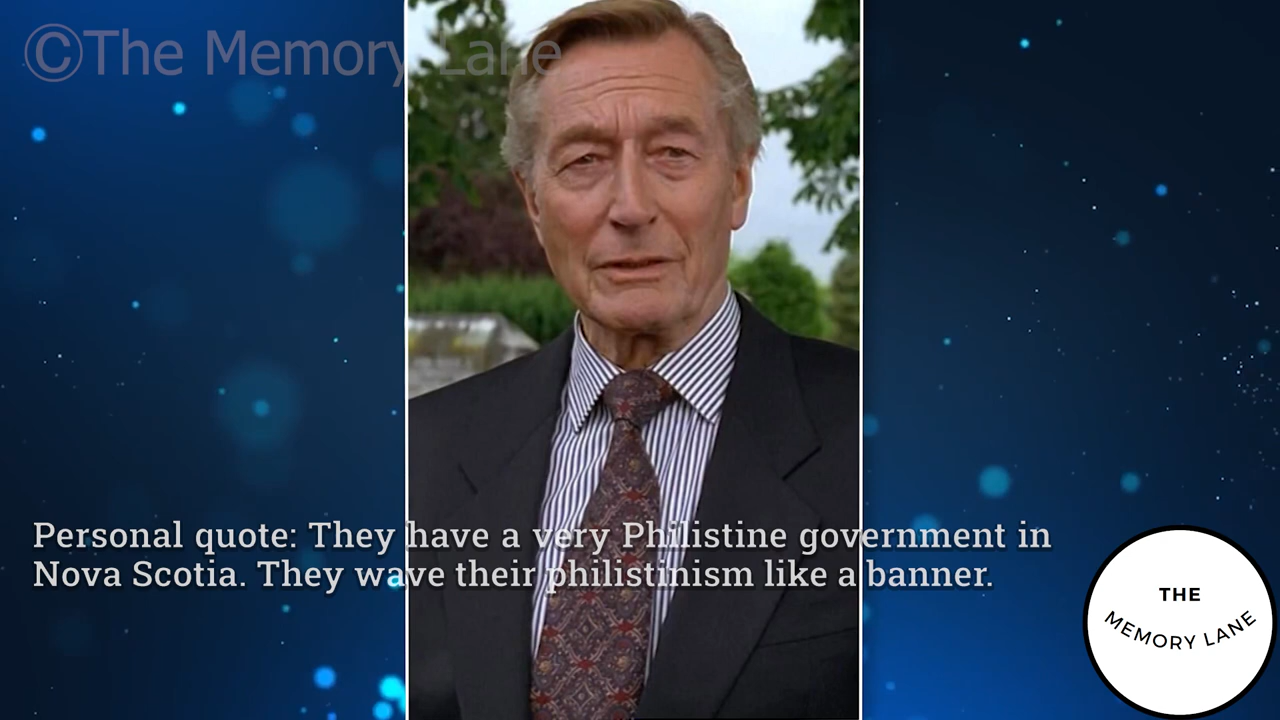 ©The Memory Lane
Personal quote: They have a very Philistine government in
Nova Scotia. They wave their philistinism like a banner.
THE
MEMORY LANE